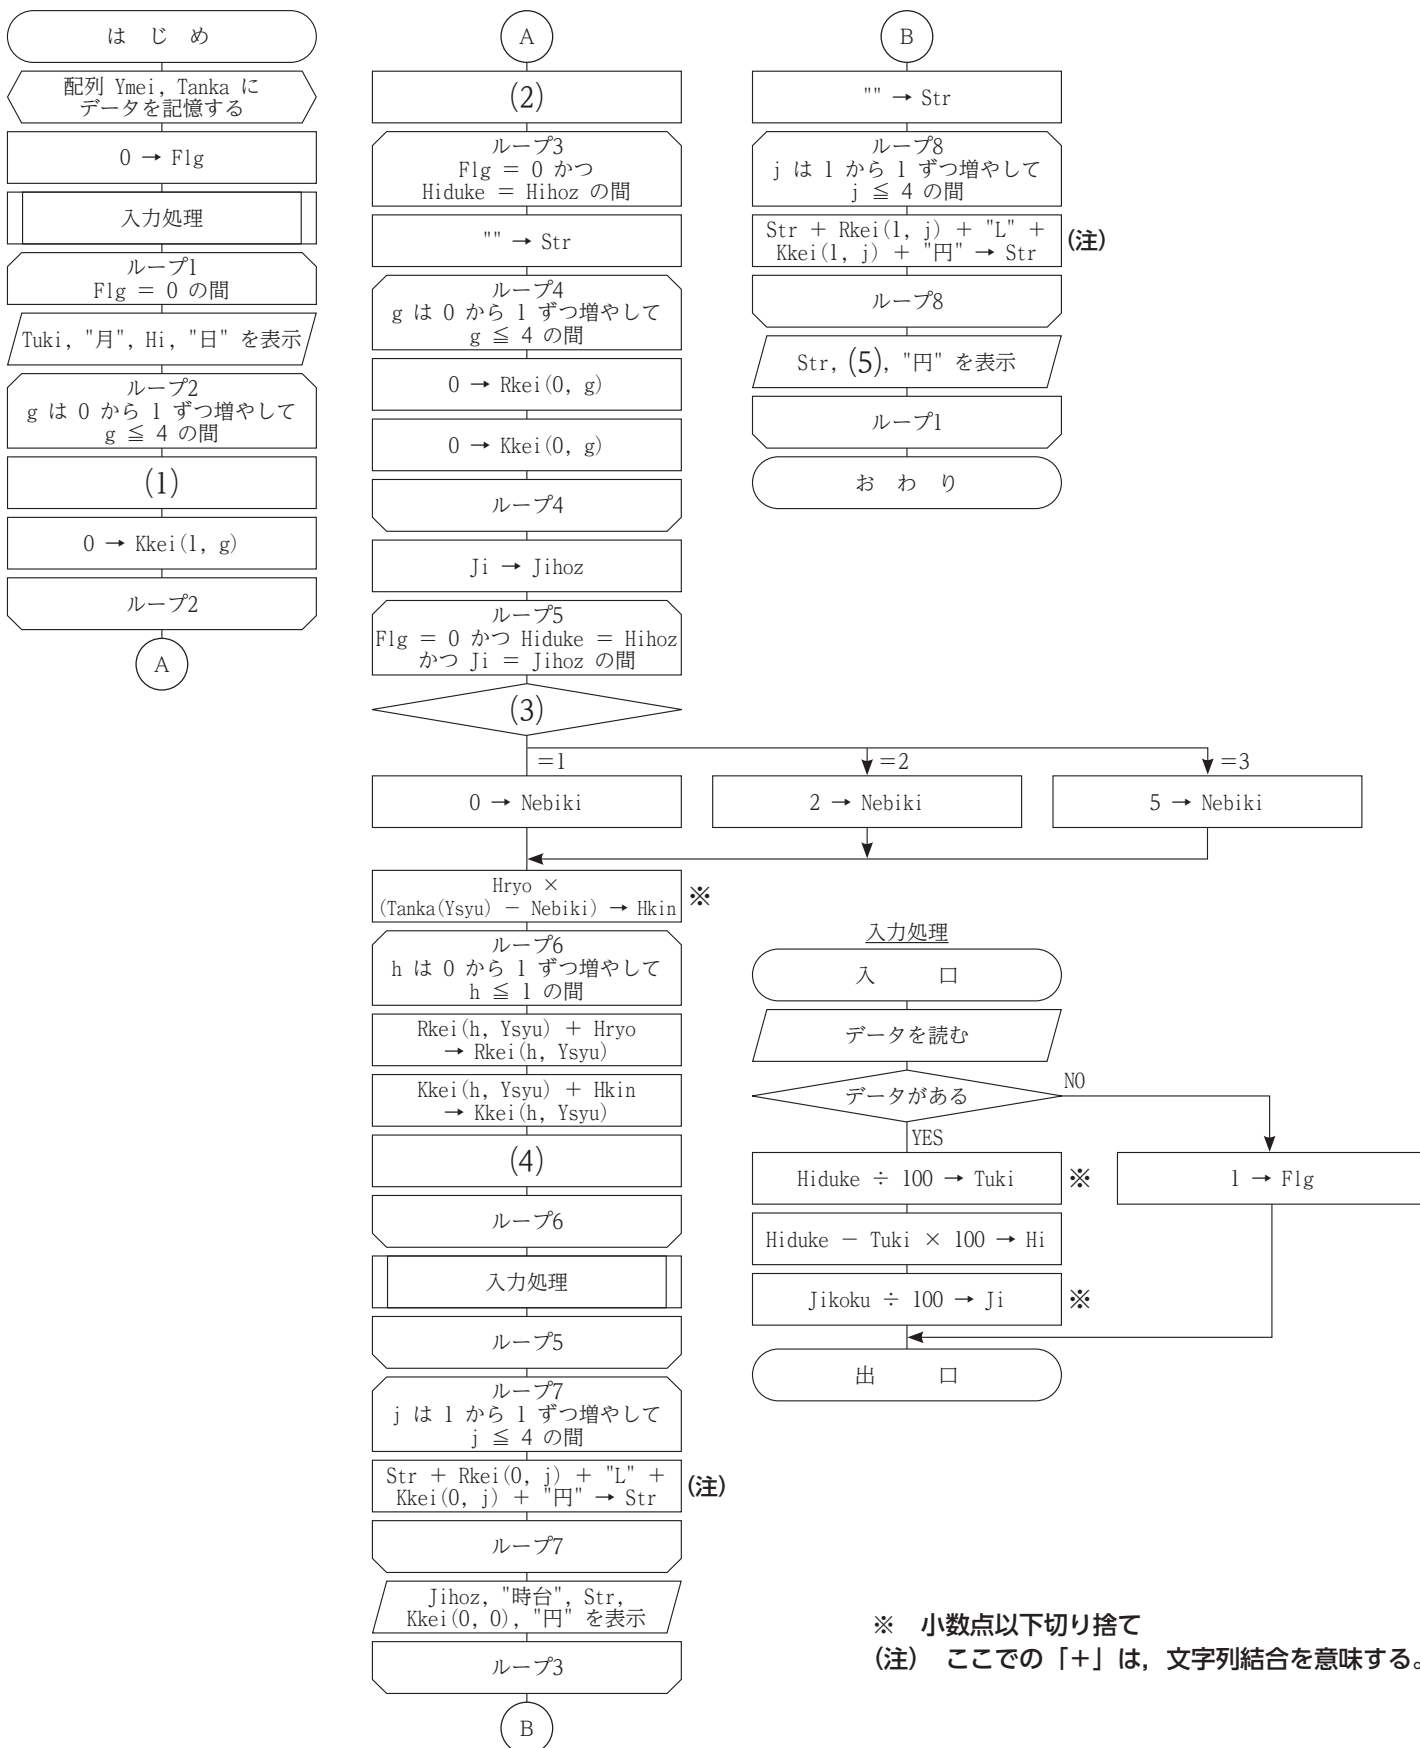 は じ め
配列 Ymei, Tanka に
データを記憶する
0 → Flg
入力処理
ループ1
Flg = 0 の間
Tuki, "月", Hi, "日" を表示
ループ2
g は 0 から 1 ずつ増やして
g ≦ 4 の間
(1)
0 → Kkei(1, g)
ループ2
A
A
(2)
ループ3
Flg = 0 かつ
Hiduke = Hihoz の間
"" → Str
ループ4
g は 0 から 1 ずつ増やして
g ≦ 4 の間
0 → Rkei(0, g)
0 → Kkei(0, g)
ループ4
Ji → Jihoz
ループ5
Flg = 0 かつ Hiduke = Hihoz
かつ Ji = Jihoz の間
(3)
=1
=2
=3
0 → Nebiki
2 → Nebiki
5 → Nebiki
Hryo ×
(Tanka(Ysyu) − Nebiki) → Hkin
※
ループ6
h は 0 から 1 ずつ増やして
h ≦ 1 の間
Rkei(h, Ysyu) + Hryo
→ Rkei(h, Ysyu)
Kkei(h, Ysyu) + Hkin
→ Kkei(h, Ysyu)
(4)
ループ6
入力処理
ループ5
ループ7
j は 1 から 1 ずつ増やして
j ≦ 4 の間
Str + Rkei(0, j) + "L" +
Kkei(0, j) + "円" → Str
(注)
ループ7
Jihoz, "時台", Str,
Kkei(0, 0), "円" を表示
ループ3
B
B
"" → Str
ループ8
j は 1 から 1 ずつ増やして
j ≦ 4 の間
Str + Rkei(1, j) + "L" +
Kkei(1, j) + "円" → Str
(注)
ループ8
Str, (5), "円" を表示
ループ1
お わ り
入力処理
入 口
データを読む
データがある
NO
YES
Hiduke ÷ 100 → Tuki
※
1 → Flg
Hiduke − Tuki × 100 → Hi
Jikoku ÷ 100 → Ji
※
出 口
※ 小数点以下切り捨て
(注) ここでの「+」は,文字列結合を意味する。